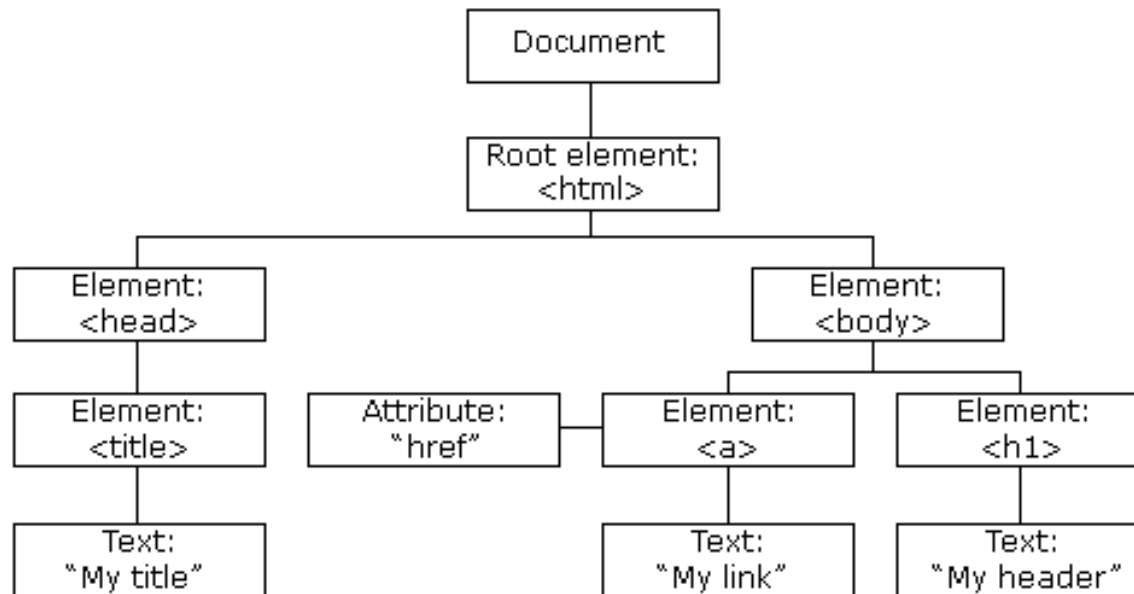 Document
Root element:
<html>
Element:
<head>
Element:
<body>
Element:
<title>
Attribute:
“href”
Element:
<a>
Element:
<h1>
Text:
“My title”
Text:
“My link”
Text:
“My header”